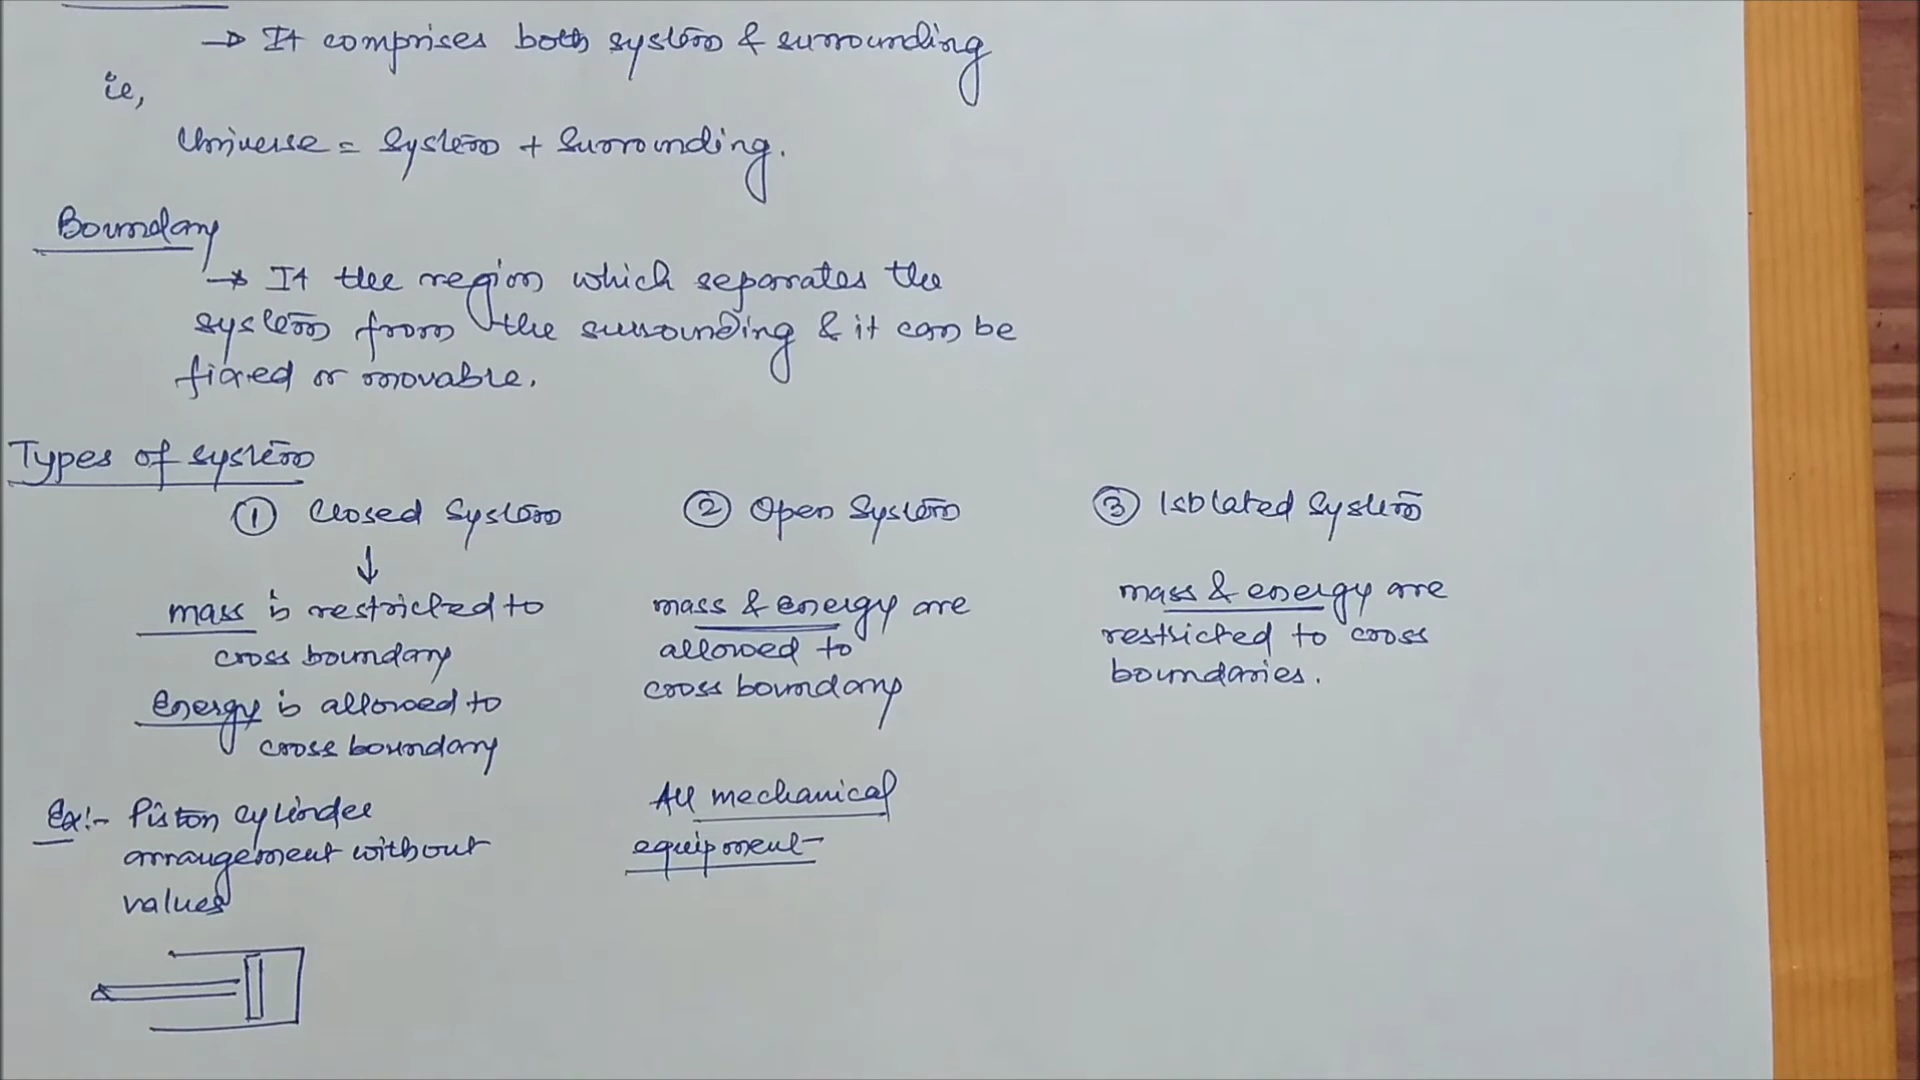 → It comprises both system & surrounding
ie,
Universe = System + Surrounding.
Boundary
→ It the region which separates the
system from the surrounding & it can be
fixed or movable.
Types of system
① Closed System
② Open System
③ Isolated System
↓
mass is restricted to
cross boundary
Energy is allowed to
cross boundary
mass & energy are
allowed to
cross boundary
mass & energy are
restricted to cross
boundaries.
Ex:- Piston cylinder
arrangement without
values
All mechanical
equipment